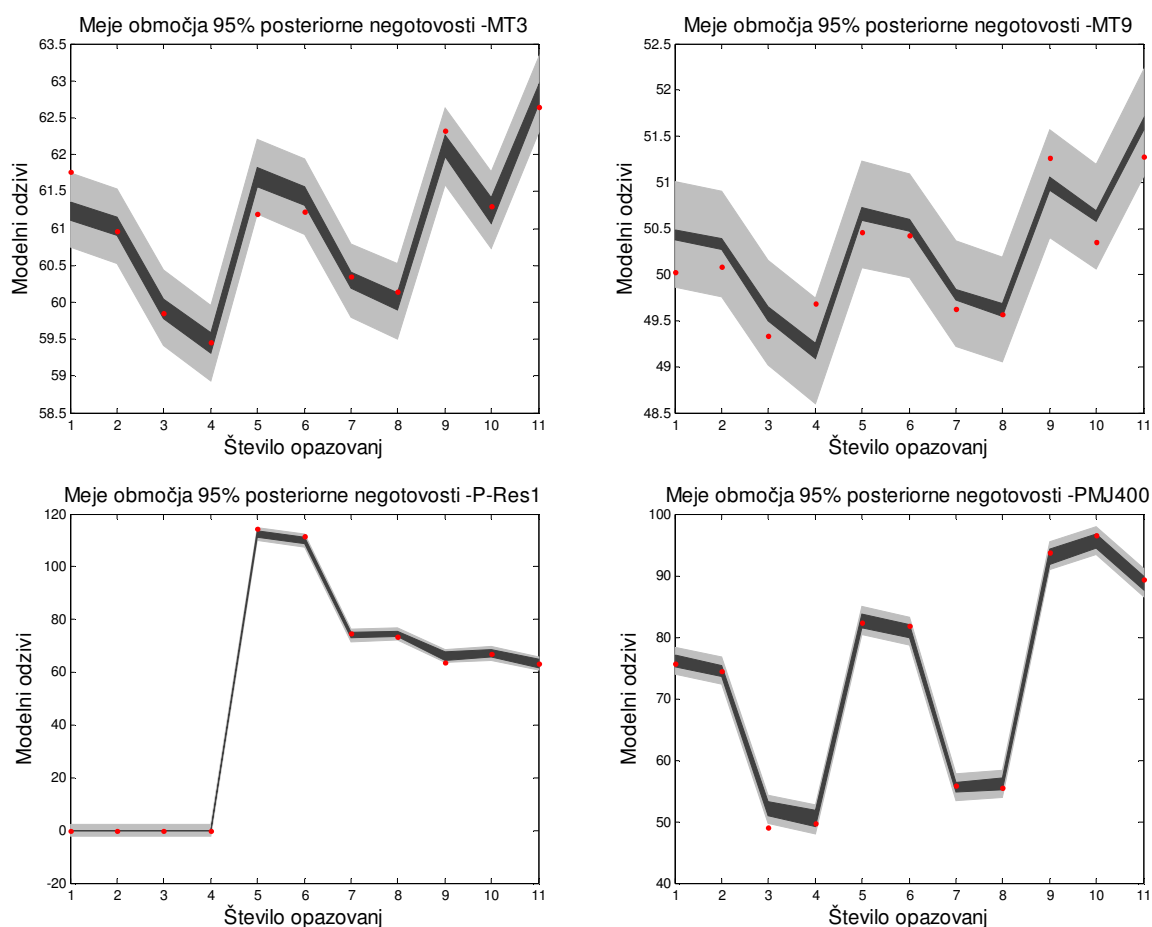 Meje območja 95% posteriorne negotovosti -MT3
63.5
63
62.5
62
61.5
61
60.5
60
59.5
59
58.5
Modelni odzivi
1 2 3 4 5 6 7 8 9 10 11
Število opazovanj
Meje območja 95% posteriorne negotovosti -MT9
52.5
52
51.5
51
50.5
50
49.5
49
48.5
Modelni odzivi
1 2 3 4 5 6 7 8 9 10 11
Število opazovanj
Meje območja 95% posteriorne negotovosti -P-Res1
120
100
80
60
40
20
0
-20
Modelni odzivi
1 2 3 4 5 6 7 8 9 10 11
Število opazovanj
Meje območja 95% posteriorne negotovosti -PMJ400
100
90
80
70
60
50
40
Modelni odzivi
1 2 3 4 5 6 7 8 9 10 11
Število opazovanj